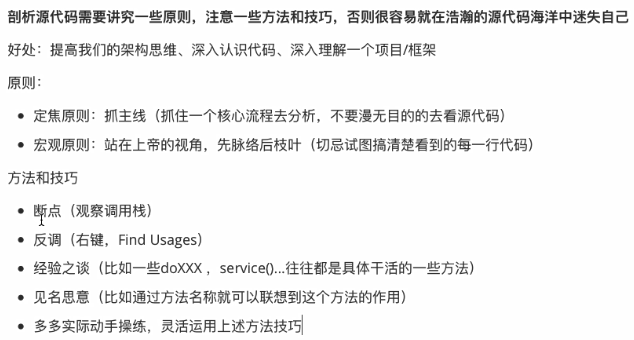 剖析源代码需要讲究一些原则，注意一些方法和技巧，否则很容易就在浩瀚的源代码海洋中迷失自己
好处：提高我们的架构思维、深入认识代码、深入理解一个项目/框架
原则：
• 定焦原则：抓主线（抓住一个核心流程去分析，不要漫无目的的去看源代码）
• 宏观原则：站在上帝的视角，先脉络后枝叶（切忌试图搞清楚看到的每一行代码）
方法和技巧
• 断点（观察调用栈）
• 反调（右键，Find Usages）
• 经验之谈（比如一些doXXX ，service()...往往都是具体干活的一些方法）
• 见名思意（比如通过方法名称就可以联想到这个方法的作用）
• 多多实际动手操练，灵活运用上述方法技巧